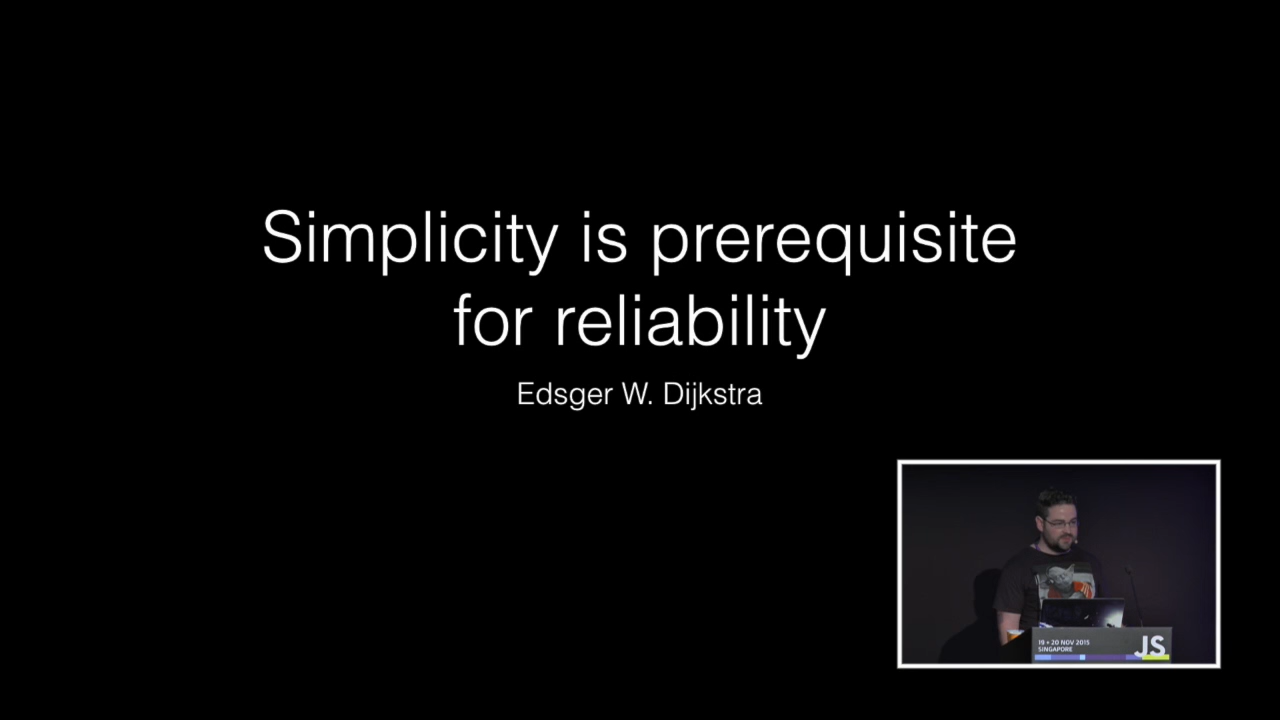 Simplicity is prerequisite
for reliability
Edsger W. Dijkstra
19 + 20 NOV 2015
SINGAPORE
JS